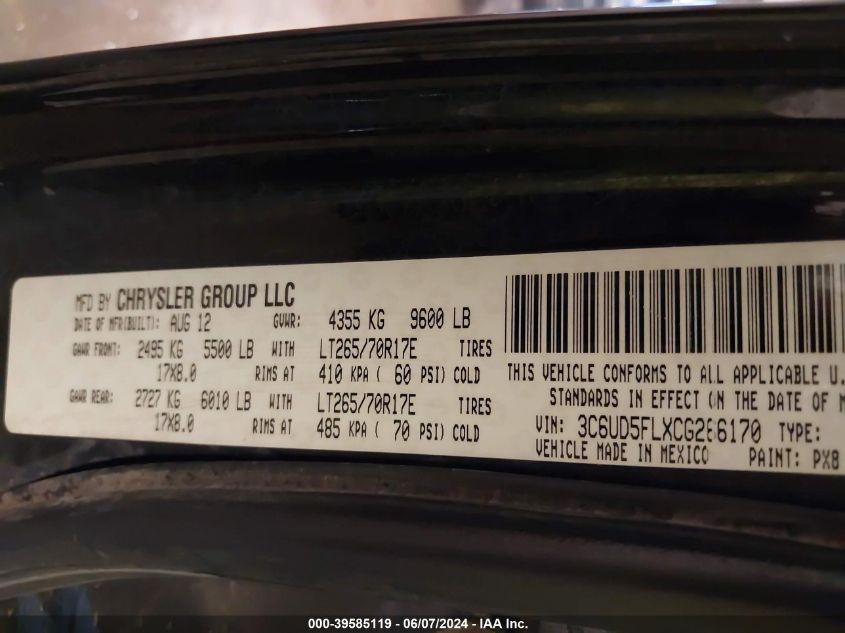 MFD BY CHRYSLER GROUP LLC
DATE OF MFR(BUILT): AUG 12 GVWR: 4355 KG 9600 LB
GAWR FRONT: 2495 KG 5500 LB WITH LT265/70R17E TIRES
17X8.0 RIMS AT 410 KPA ( 60 PSI) COLD
GAWR REAR: 2727 KG 6010 LB WITH LT265/70R17E TIRES
17X8.0 RIMS AT 485 KPA ( 70 PSI) COLD
THIS VEHICLE CONFORMS TO ALL APPLICABLE U.
STANDARDS IN EFFECT ON THE DATE OF M
VIN: 3C6UD5FLXCG286170 TYPE:
VEHICLE MADE IN MEXICO PAINT: PX8
000-39585119 - 06/07/2024 - IAA Inc.